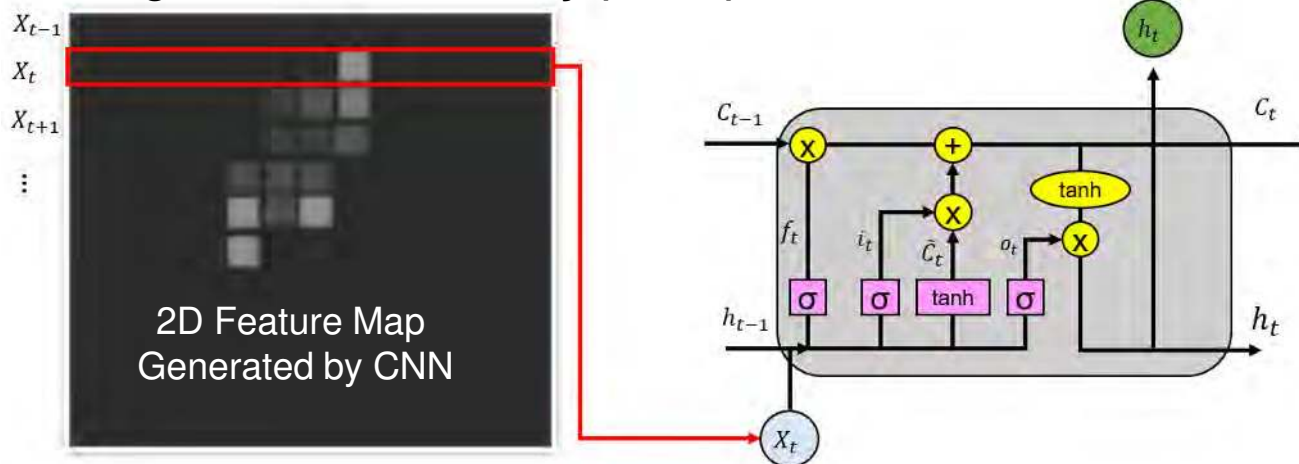 X_{t-1}
X_t
X_{t+1}
⋮
2D Feature Map
Generated by CNN
h_t
C_{t-1}
C_t
x
+
tanh
x
x
f_t
i_t
C̃_t
o_t
σ
σ
tanh
σ
h_{t-1}
h_t
X_t